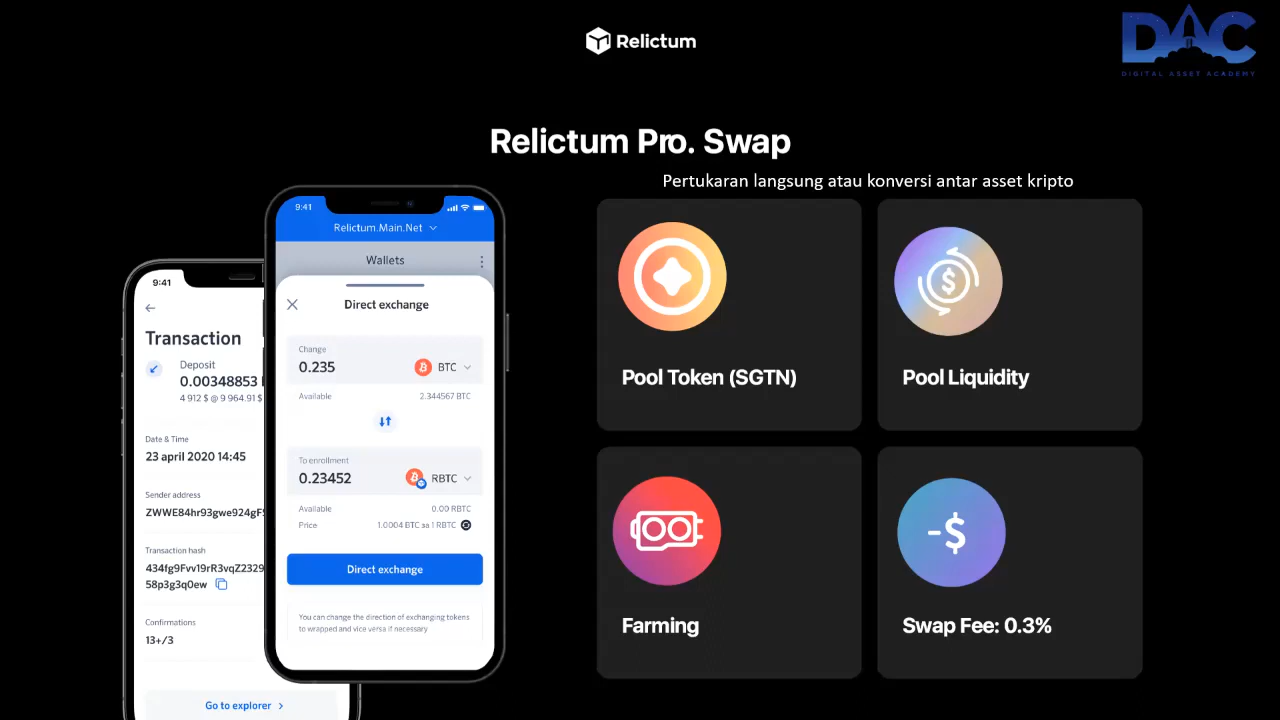 Relictum
DAC
DIGITAL ASSET ACADEMY
Relictum Pro. Swap
Pertukaran langsung atau konversi antar asset kripto
9:41
Transaction
Deposit
0.00348853
4 912 $ @ 9 964.91 $
Date & Time
23 april 2020 14:45
Sender address
ZWWE84hr93gwe924gF
Transaction hash
434fg9Fvv19rR3vqZ2329
58p3g3q0ew
Confirmations
13+/3
Go to explorer
9:41
Relictum.Main.Net
Wallets
Direct exchange
Change
0.235 BTC
Available 2.344567 BTC
To enrollment
0.23452 RBTC
Available 0.00 RBTC
Price 1.0004 BTC за 1 RBTC
Direct exchange
You can change the direction of exchanging tokens
to wrapped and vice versa if necessary
Pool Token (SGTN)
$
Pool Liquidity
Farming
-$
Swap Fee: 0.3%